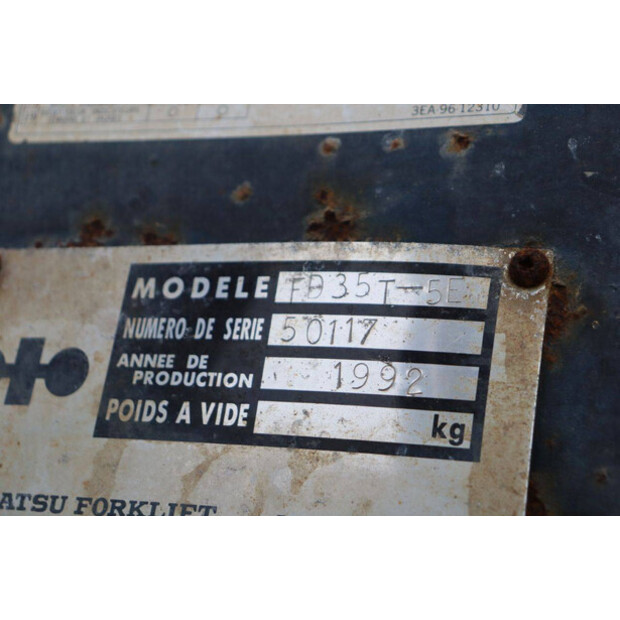 3EA 96 12310
MODELE FD35T-5E
NUMERO DE SERIE 50117
ANNEE DE
PRODUCTION 1992
POIDS A VIDE kg
ATSU FORKLIFT